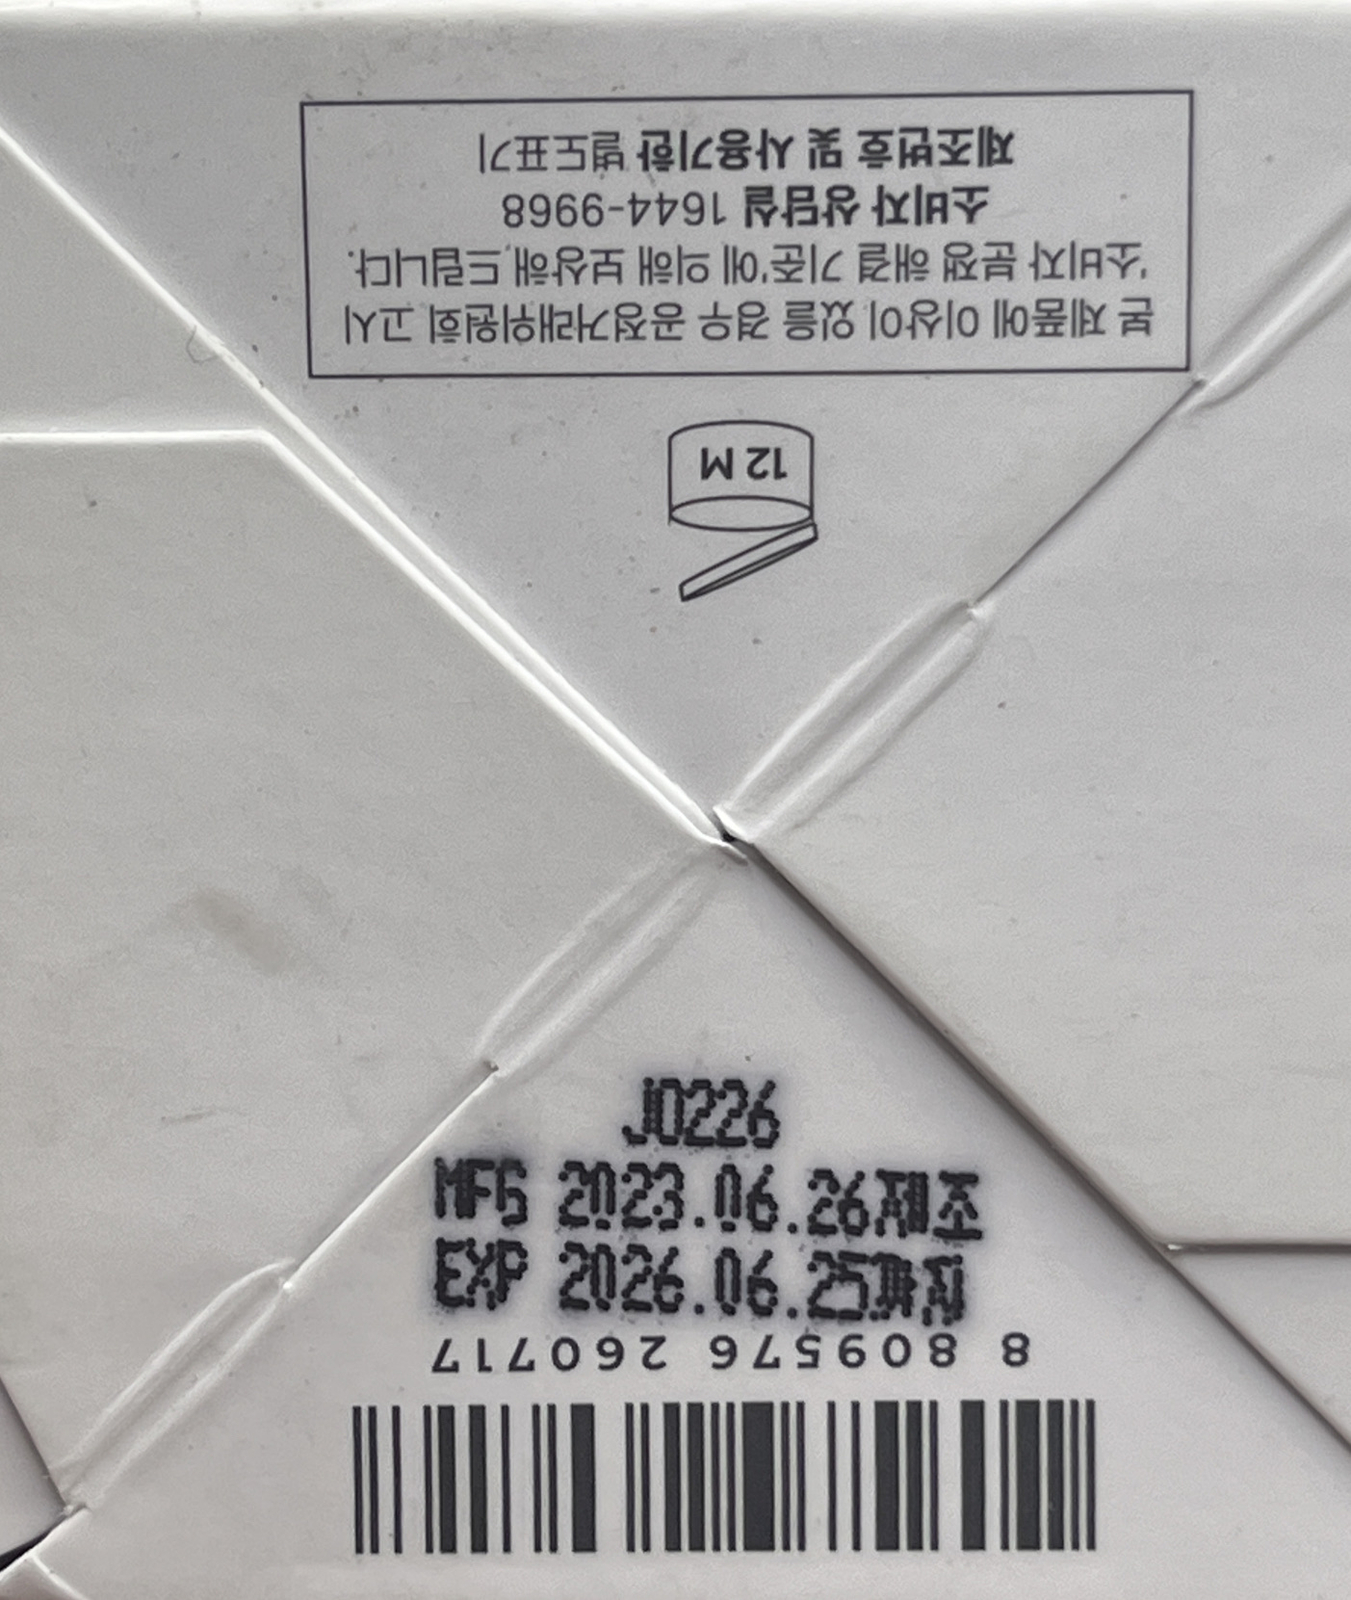 본 제품에 이상이 있을 경우 공정거래위원회 고시
'소비자 분쟁 해결 기준'에 의해 보상해 드립니다.
소비자 상담실 1644-9968
제조번호 및 사용기한 별도표기
12 M
J0226
MFG 2023.06.26제조
EXP 2026.06.25까지
8 809576 260717